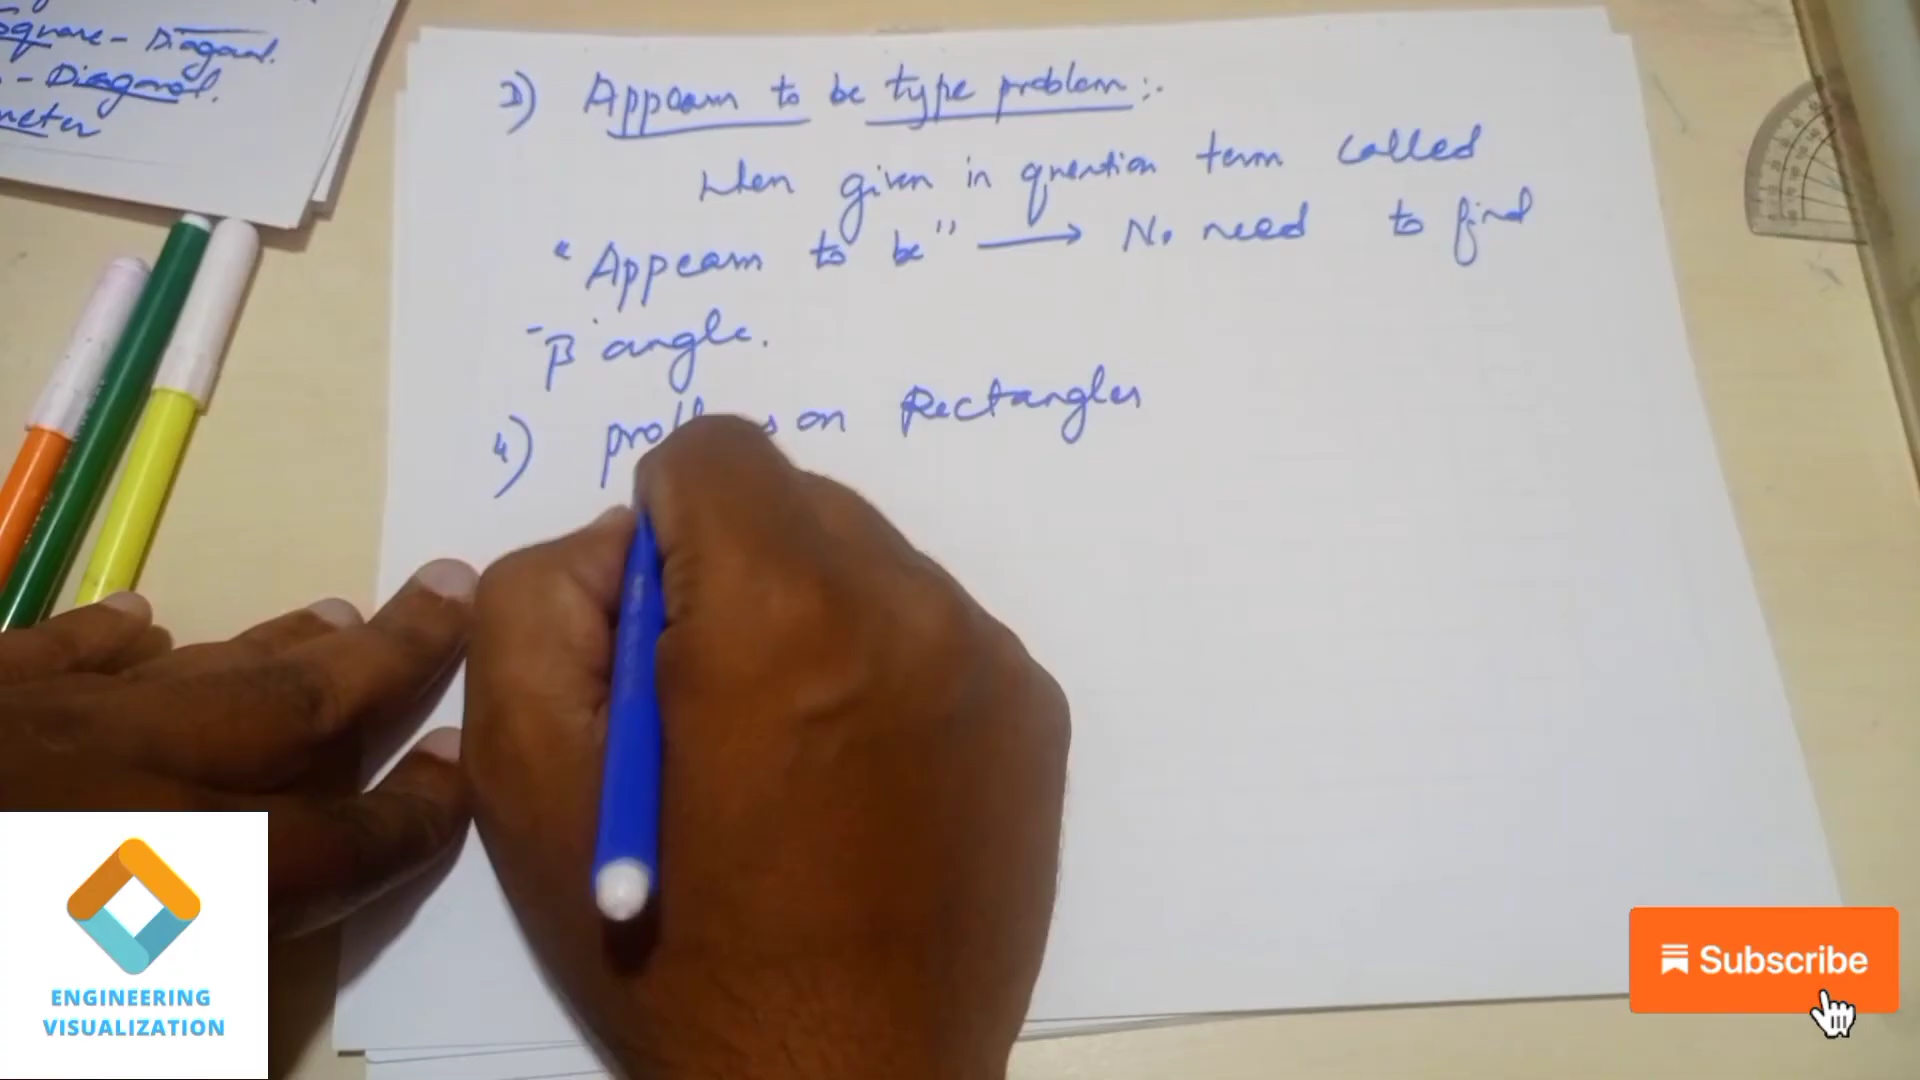 Square - Diagonal.
- Diagonal.
meter
3) Appears to be type problem :-
When given in question term called
"Appears to be" → No need to find
"β" angle.
4) problems on Rectangles
ENGINEERING
VISUALIZATION
Subscribe